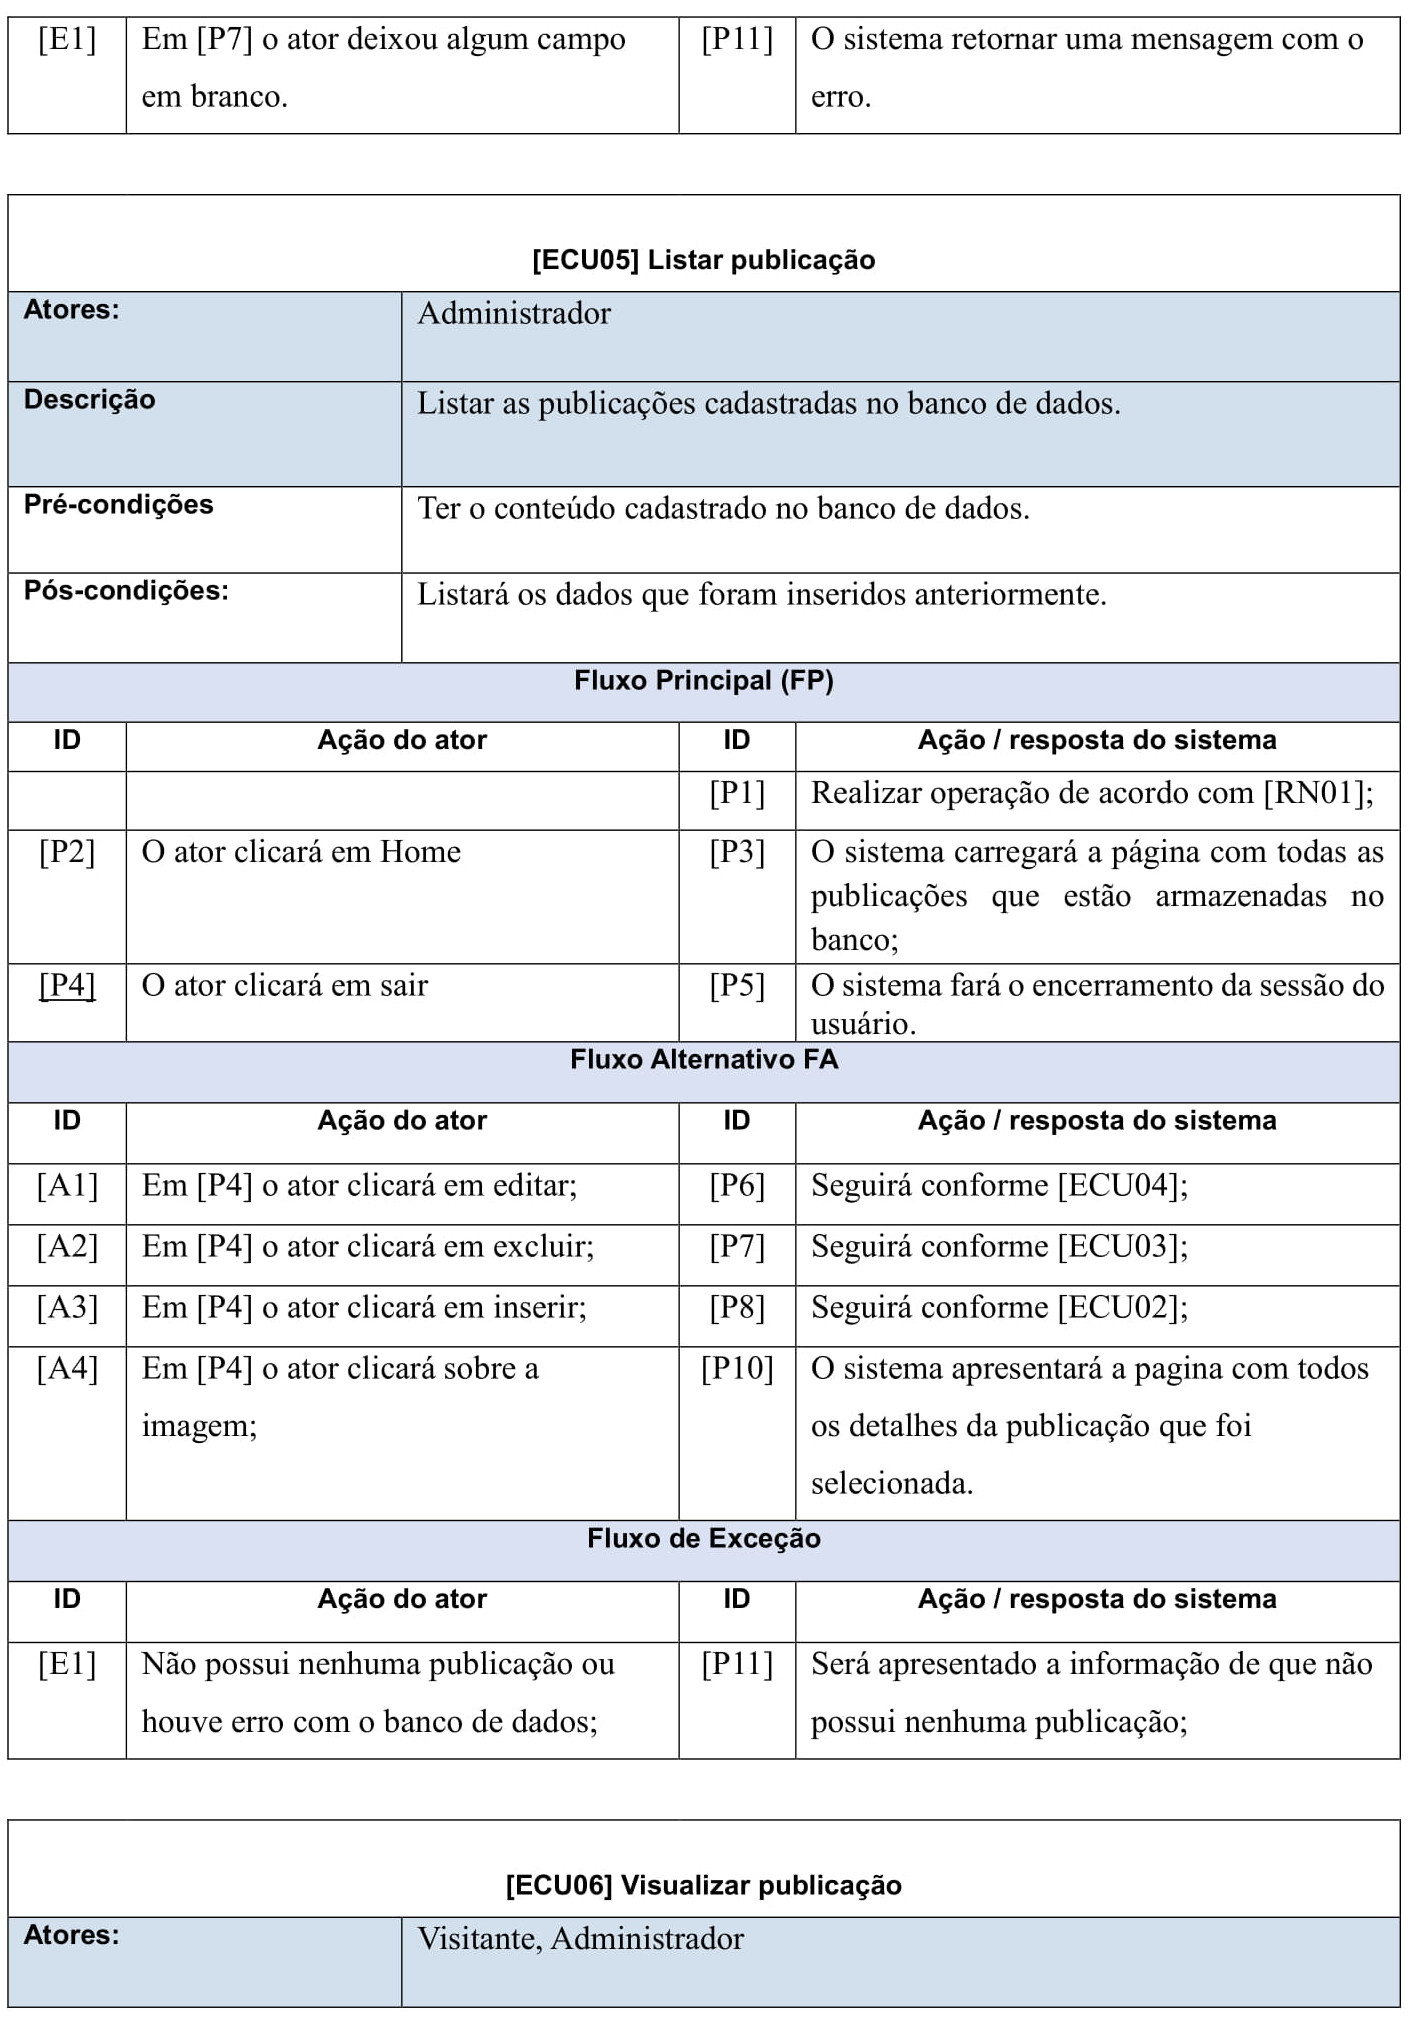 [E1] Em [P7] o ator deixou algum campo [P11] O sistema retornar uma mensagem com o
em branco. erro.
[ECU05] Listar publicação
Atores: Administrador
Descrição Listar as publicações cadastradas no banco de dados.
Pré-condições Ter o conteúdo cadastrado no banco de dados.
Pós-condições: Listará os dados que foram inseridos anteriormente.
Fluxo Principal (FP)
ID Ação do ator ID Ação / resposta do sistema
[P1] Realizar operação de acordo com [RN01];
[P2] O ator clicará em Home [P3] O sistema carregará a página com todas as
publicações que estão armazenadas no
banco;
[P4] O ator clicará em sair [P5] O sistema fará o encerramento da sessão do
usuário.
Fluxo Alternativo FA
ID Ação do ator ID Ação / resposta do sistema
[A1] Em [P4] o ator clicará em editar; [P6] Seguirá conforme [ECU04];
[A2] Em [P4] o ator clicará em excluir; [P7] Seguirá conforme [ECU03];
[A3] Em [P4] o ator clicará em inserir; [P8] Seguirá conforme [ECU02];
[A4] Em [P4] o ator clicará sobre a [P10] O sistema apresentará a pagina com todos
imagem; os detalhes da publicação que foi
selecionada.
Fluxo de Exceção
ID Ação do ator ID Ação / resposta do sistema
[E1] Não possui nenhuma publicação ou [P11] Será apresentado a informação de que não
houve erro com o banco de dados; possui nenhuma publicação;
[ECU06] Visualizar publicação
Atores: Visitante, Administrador